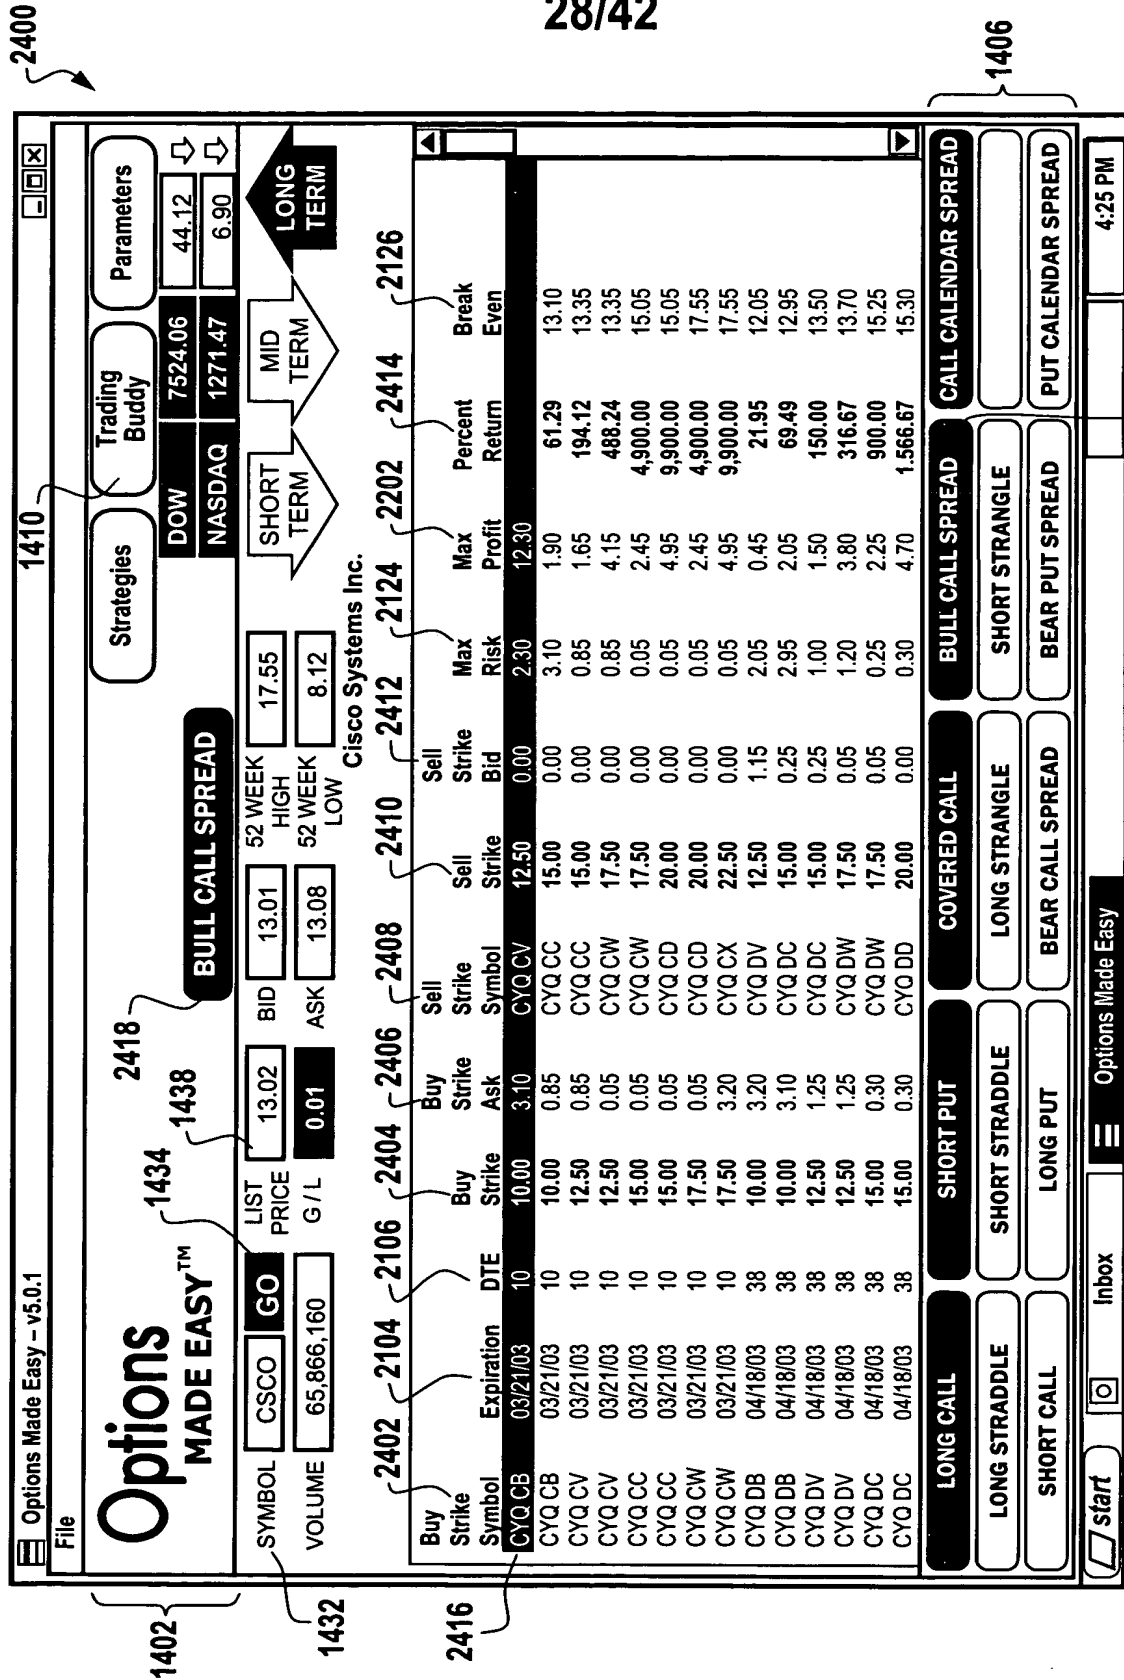 28/42
2400
1410
Options Made Easy – v5.0.1
File
Options
MADE EASY™
2418
BULL CALL SPREAD
Strategies
Trading
Buddy
Parameters
DOW 7524.06 44.12
NASDAQ 1271.47 6.90
1402
1434
1438
SYMBOL CSCO GO
LIST
PRICE 13.02
BID 13.01
52 WEEK
HIGH 17.55
VOLUME 65,866,160
G / L 0.01
ASK 13.08
52 WEEK
LOW 8.12
SHORT
TERM
MID
TERM
LONG
TERM
1432
Cisco Systems Inc.
2402 2104 2106 2404 2406 2408 2410 2412 2124 2202 2414 2126
Buy Strike Symbol Expiration DTE Buy Strike Buy Strike Ask Sell Strike Symbol Sell Strike Sell Strike Bid Max Risk Max Profit Percent Return Break Even
2416
CYQ CB 03/21/03 10 10.00 3.10 CYQ CV 12.50 0.00 2.30 12.30
CYQ CB 03/21/03 10 10.00 0.85 CYQ CC 15.00 0.00 3.10 1.90 61.29 13.10
CYQ CV 03/21/03 10 12.50 0.85 CYQ CC 15.00 0.00 0.85 1.65 194.12 13.35
CYQ CV 03/21/03 10 12.50 0.05 CYQ CW 17.50 0.00 0.85 4.15 488.24 13.35
CYQ CC 03/21/03 10 15.00 0.05 CYQ CW 17.50 0.00 0.05 2.45 4,900.00 15.05
CYQ CC 03/21/03 10 15.00 0.05 CYQ CD 20.00 0.00 0.05 4.95 9,900.00 15.05
CYQ CW 03/21/03 10 17.50 0.05 CYQ CD 20.00 0.00 0.05 2.45 4,900.00 17.55
CYQ CW 03/21/03 10 17.50 3.20 CYQ CX 22.50 0.00 0.05 4.95 9,900.00 17.55
CYQ DB 04/18/03 38 10.00 3.20 CYQ DV 12.50 1.15 2.05 0.45 21.95 12.05
CYQ DB 04/18/03 38 10.00 3.10 CYQ DC 15.00 0.25 2.95 2.05 69.49 12.95
CYQ DV 04/18/03 38 12.50 1.25 CYQ DC 15.00 0.25 1.00 1.50 150.00 13.50
CYQ DV 04/18/03 38 12.50 1.25 CYQ DW 17.50 0.05 1.20 3.80 316.67 13.70
CYQ DC 04/18/03 38 15.00 0.30 CYQ DW 17.50 0.05 0.25 2.25 900.00 15.25
CYQ DC 04/18/03 38 15.00 0.30 CYQ DD 20.00 0.00 0.30 4.70 1.566.67 15.30
LONG CALL SHORT PUT COVERED CALL BULL CALL SPREAD CALL CALENDAR SPREAD
LONG STRADDLE SHORT STRADDLE LONG STRANGLE SHORT STRANGLE
SHORT CALL LONG PUT BEAR CALL SPREAD BEAR PUT SPREAD PUT CALENDAR SPREAD
1406
start Inbox Options Made Easy 4:25 PM